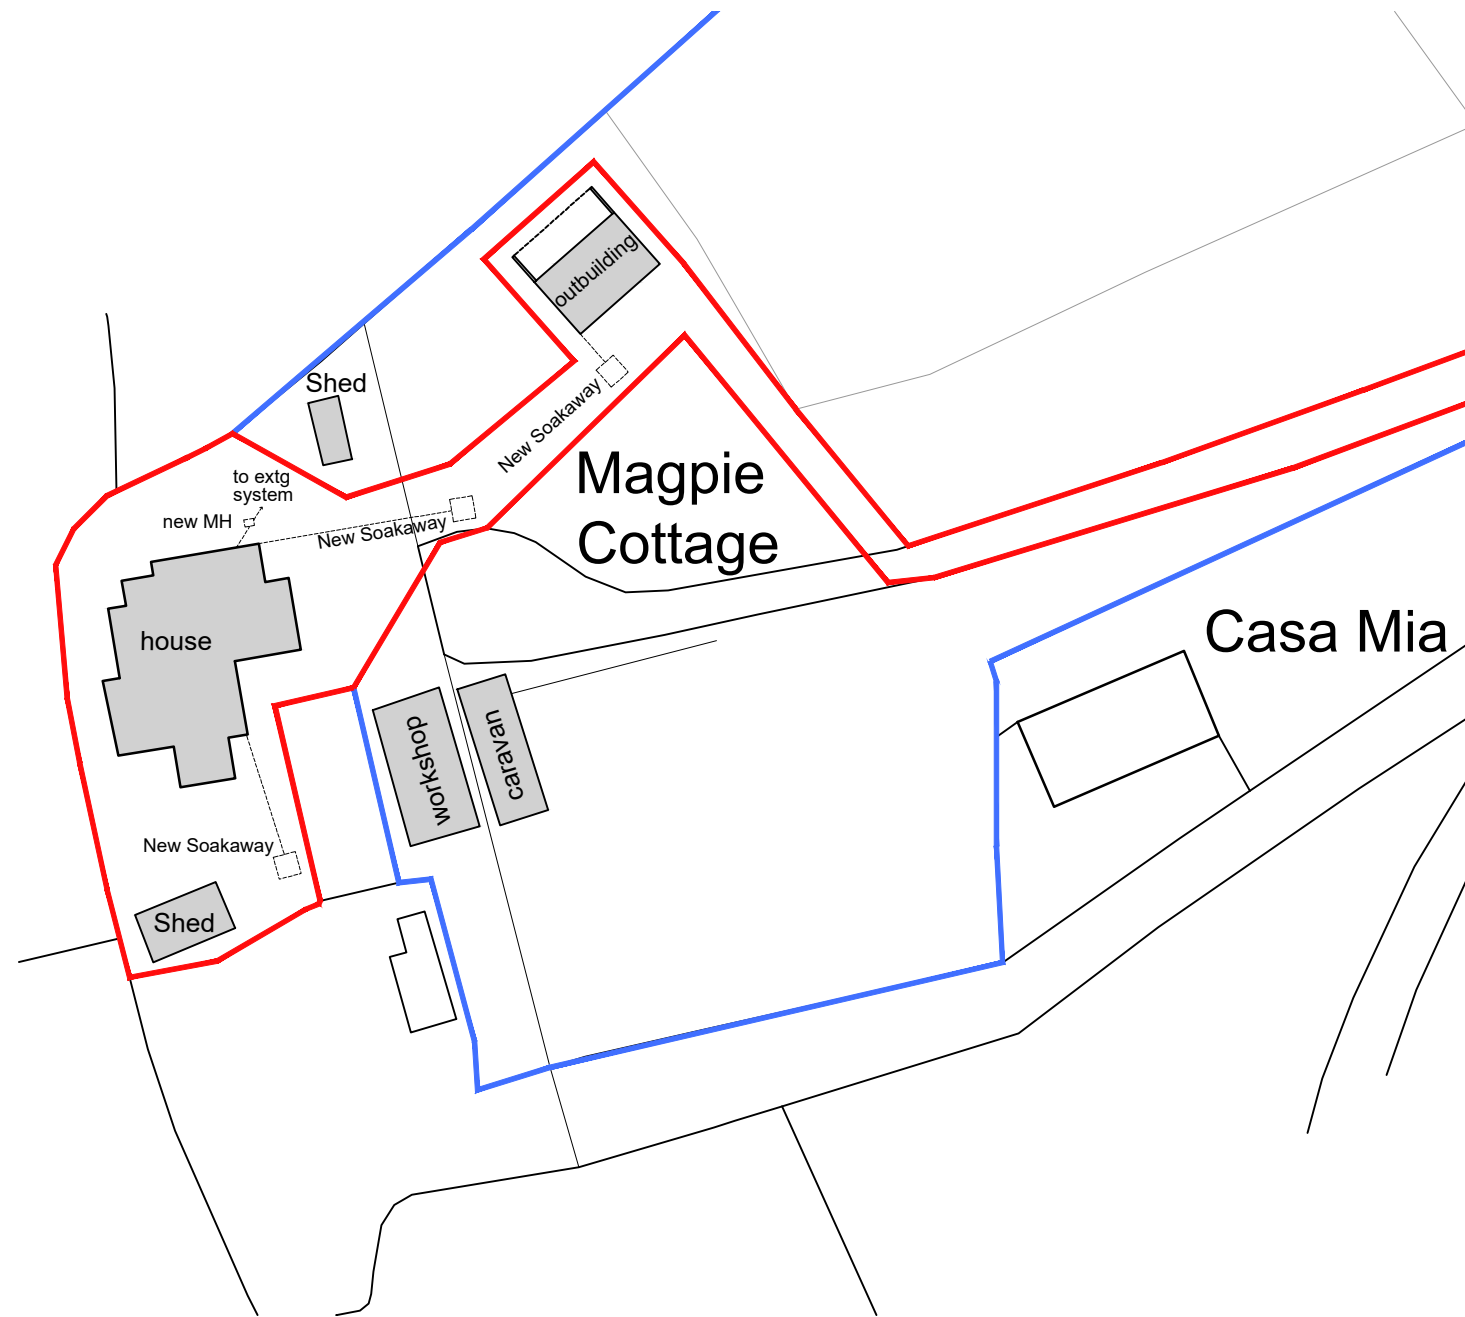 outbuilding
Shed
New Soakaway
Magpie
Cottage
to extg
system
new MH
New Soakaway
house
Casa Mia
workshop
caravan
New Soakaway
Shed